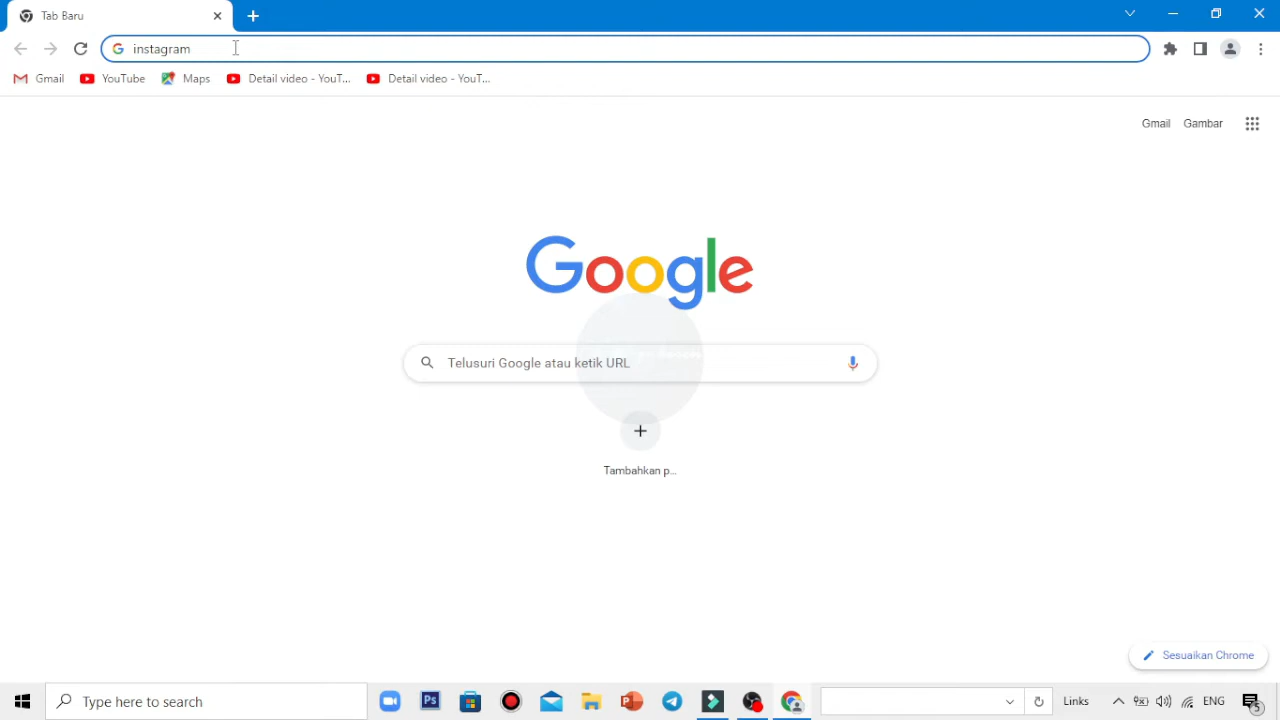 Tab Baru
instagram
Gmail YouTube Maps Detail video - YouT... Detail video - YouT...
Gmail Gambar
Google
Telusuri Google atau ketik URL
Tambahkan p...
Sesuaikan Chrome
Type here to search
Ps
Links
ENG